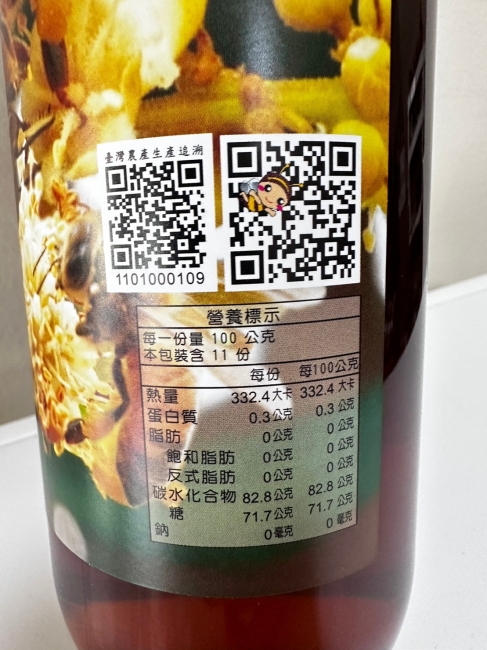 臺灣農產生產追溯
1101000109
營養標示
每一份量 100 公克
本包裝含 11 份
每份 每100公克
熱量 332.4大卡 332.4 大卡
蛋白質 0.3公克 0.3 公克
脂肪 0公克 0 公克
飽和脂肪 0公克 0 公克
反式脂肪 0公克 0 公克
碳水化合物 82.8公克 82.8 公克
糖 71.7公克 71.7 公克
鈉 0毫克 0 毫克